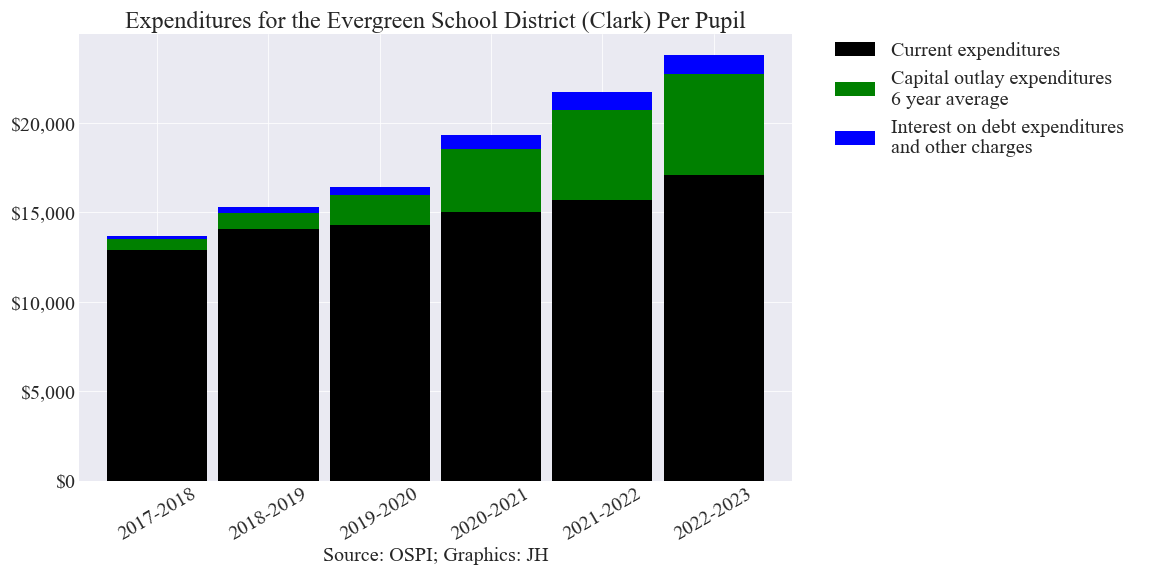 Expenditures for the Evergreen School District (Clark) Per Pupil
Current expenditures
Capital outlay expenditures
6 year average
Interest on debt expenditures
and other charges
$20,000
$15,000
$10,000
$5,000
$0
2017-2018
2018-2019
2019-2020
2020-2021
2021-2022
2022-2023
Source: OSPI; Graphics: JH